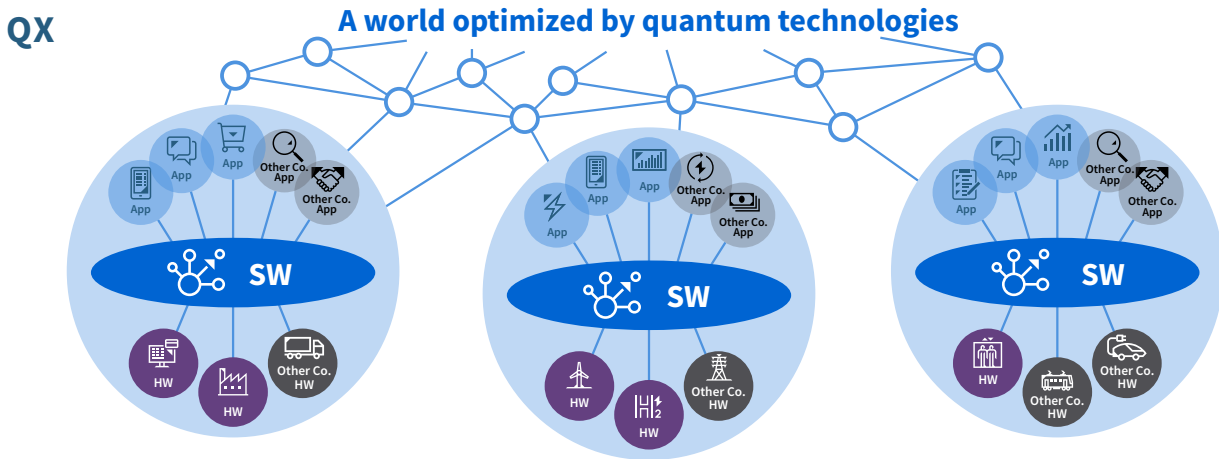 QX
A world optimized by quantum technologies
App
App
App
Other Co.
App
Other Co.
App
SW
HW
HW
Other Co.
HW
App
App
App
Other Co.
App
Other Co.
App
SW
HW
H2
HW
Other Co.
HW
App
App
App
Other Co.
App
Other Co.
App
SW
HW
Other Co.
HW
Other Co.
HW